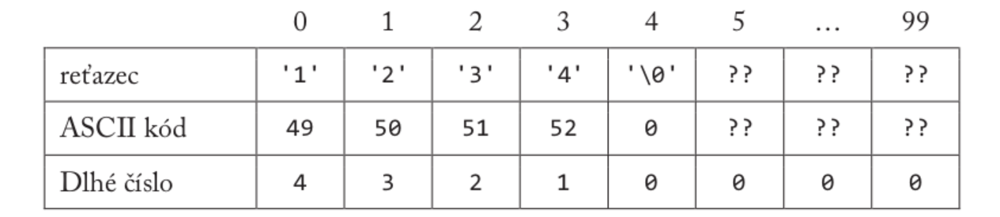 0 1 2 3 4 5 ... 99
reťazec '1' '2' '3' '4' '\0' ?? ?? ??
ASCII kód 49 50 51 52 0 ?? ?? ??
Dlhé číslo 4 3 2 1 0 0 0 0